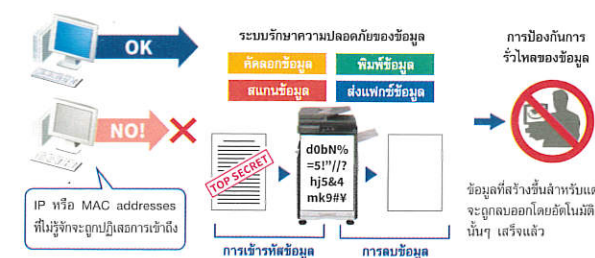 OK
NO!
IP หรือ MAC addresses
ที่ไม่รู้จักจะถูกปฏิเสธการเข้าถึง
ระบบรักษาความปลอดภัยของข้อมูล
คัดลอกข้อมูล
พิมพ์ข้อมูล
สแกนข้อมูล
ส่งแฟกซ์ข้อมูล
TOP SECRET
d0bN%
=5!"//?
hj5&4
mk9#¥
การเข้ารหัสข้อมูล
การลบข้อมูล
การป้องกันการ
รั่วไหลของข้อมูล
ข้อมูลที่สร้างขึ้นสำหรับแต่
จะถูกลบออกโดยอัตโนมัติ
นั้นๆ เสร็จแล้ว